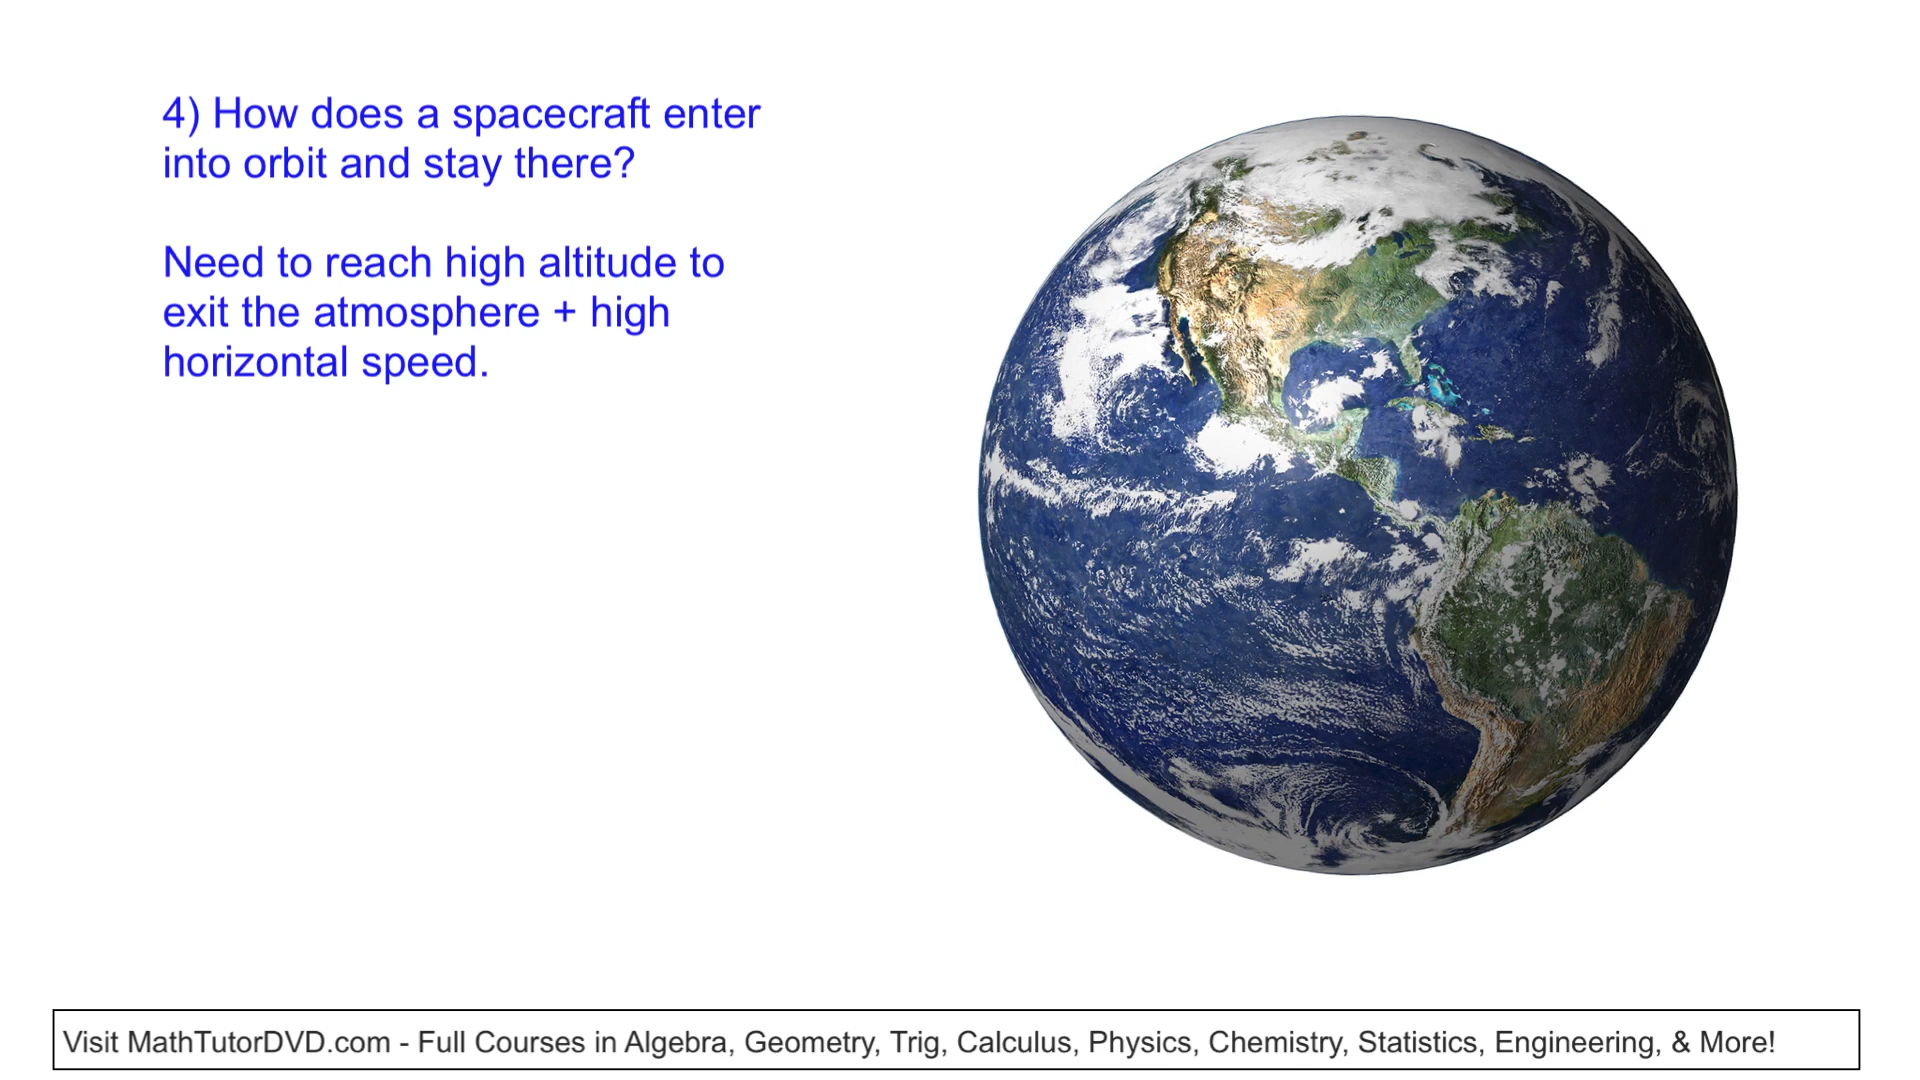 4) How does a spacecraft enter
into orbit and stay there?
Need to reach high altitude to
exit the atmosphere + high
horizontal speed.
Visit MathTutorDVD.com - Full Courses in Algebra, Geometry, Trig, Calculus, Physics, Chemistry, Statistics, Engineering, & More!